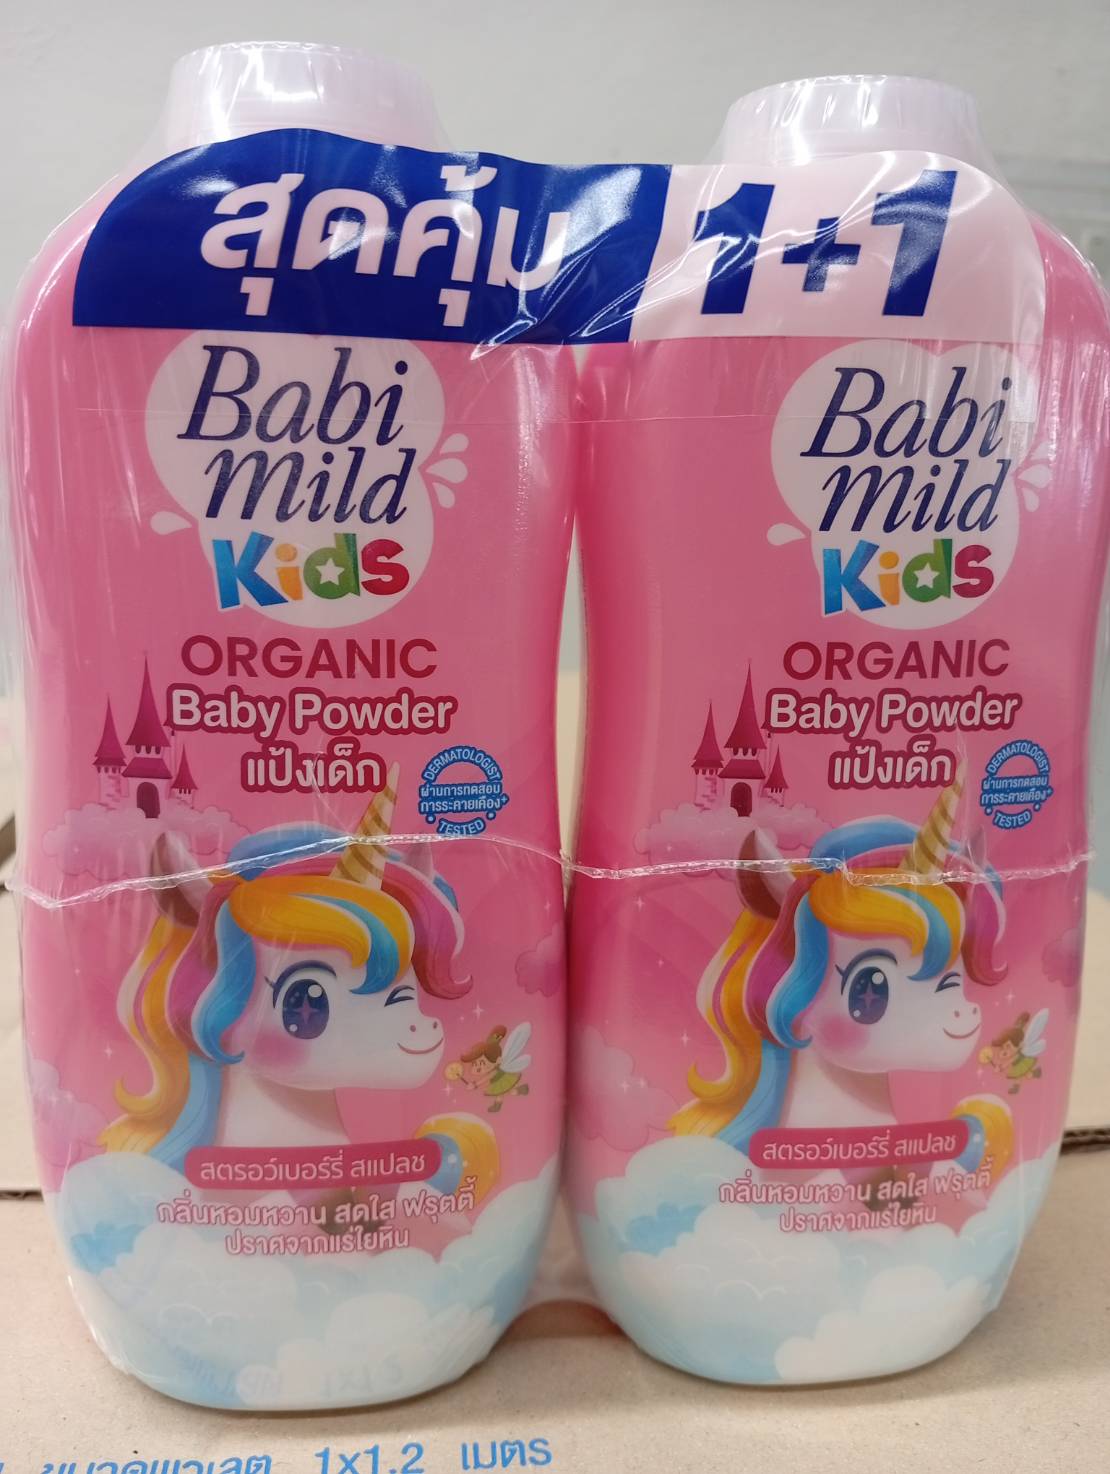 สุดคุ้ม 1+1
Babi
mild
Kids
ORGANIC
Baby Powder
แป้งเด็ก
DERMATOLOGIST
ผ่านการทดสอบ
การระคายเคือง+
TESTED
สตรอว์เบอร์รี่ สแปลช
กลิ่นหอมหวาน สดใส ฟรุตตี้
ปราศจากแร่ใยหิน
Babi
mild
Kids
ORGANIC
Baby Powder
แป้งเด็ก
DERMATOLOGIST
ผ่านการทดสอบ
การระคายเคือง+
TESTED
สตรอว์เบอร์รี่ สแปลช
กลิ่นหอมหวาน สดใส ฟรุตตี้
ปราศจากแร่ใยหิน
1x1.2 เมตร